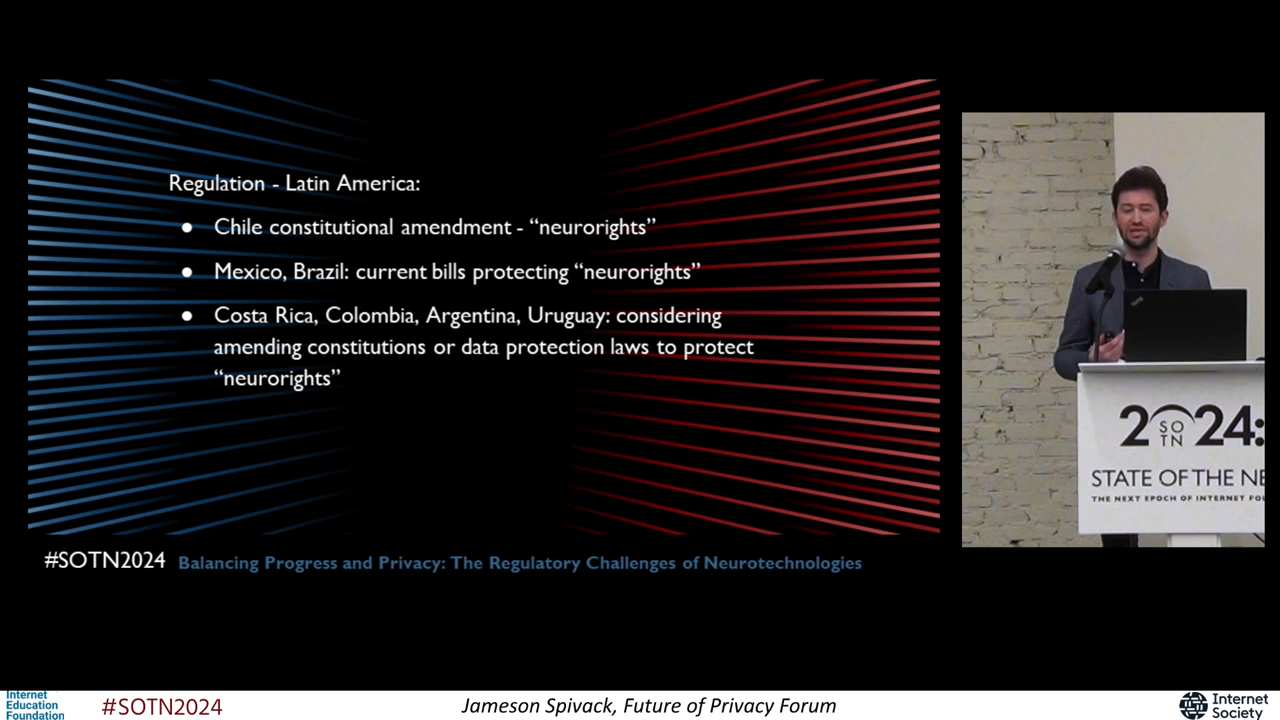 Regulation - Latin America:
● Chile constitutional amendment - “neurorights”
● Mexico, Brazil: current bills protecting “neurorights”
● Costa Rica, Colombia, Argentina, Uruguay: considering
amending constitutions or data protection laws to protect
“neurorights”
2024:
SO
TN
STATE OF THE NE
THE NEXT EPOCH OF INTERNET FOU
#SOTN2024 Balancing Progress and Privacy: The Regulatory Challenges of Neurotechnologies
Internet
Education
Foundation
#SOTN2024
Jameson Spivack, Future of Privacy Forum
Internet
Society